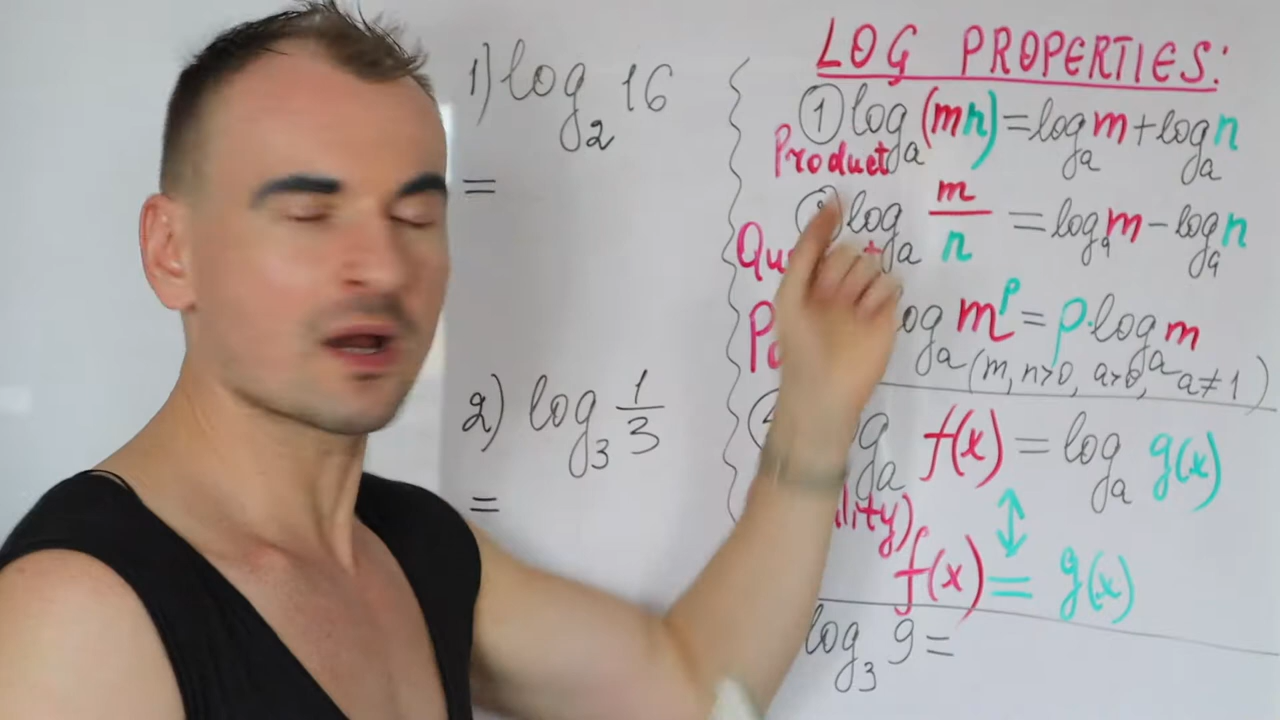 1) log₂ 16
=
2) log₃ 1/3
=
LOG PROPERTIES:
① logₐ(mn) = logₐm + logₐn
Product
logₐ m/n = logₐm - logₐn
logₐ mᵖ = p·logₐm
(m, n>0, a>0, a≠1)
f(x) = logₐ g(x)
f(x) = g(x)
log₃ 9 =